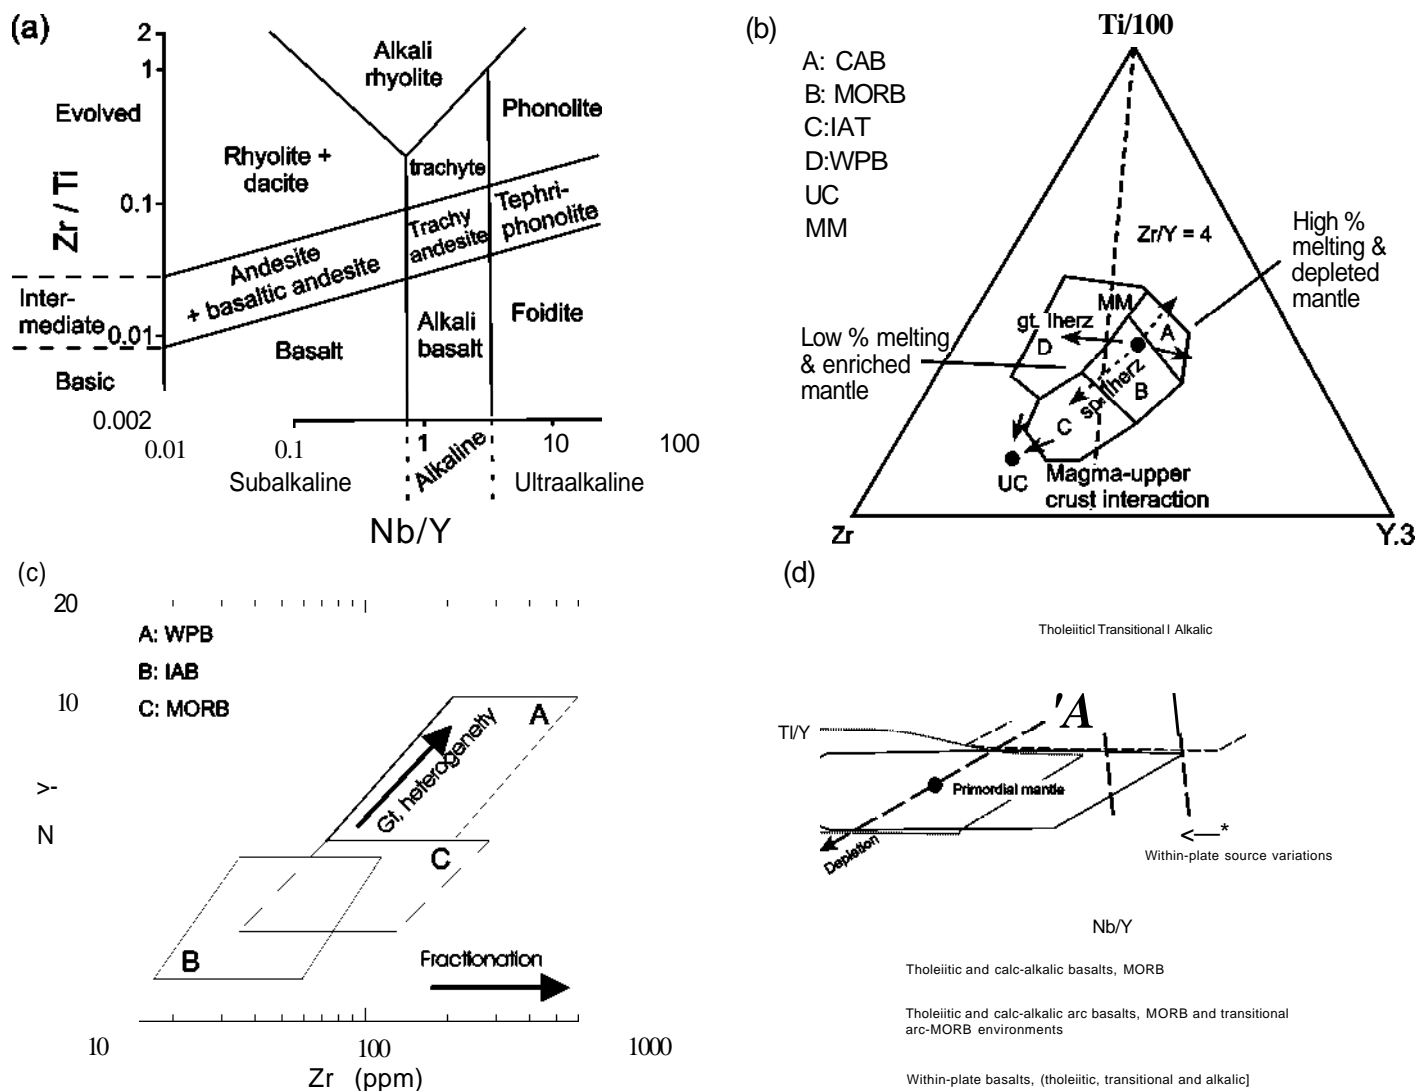 (a)
2
1
0.1
0.01
0.002
Zr / Ti
Evolved
Inter-
mediate
Basic
Alkali
rhyolite
Phonolite
Rhyolite +
dacite
trachyte
Tephri-
phonolite
Trachy
andesite
Andesite
+ basaltic andesite
Basalt
Alkali
basalt
Foidite
0.01
0.1
1
10
100
Subalkaline
Alkaline
Ultraalkaline
Nb/Y
(b)
Ti/100
A: CAB
B: MORB
C:IAT
D:WPB
UC
MM
Zr/Y = 4
High %
melting &
depleted
mantle
Low % melting
& enriched
mantle
MM
gt. lherz
D
A
sp. lherz
B
C
UC
Magma-upper
crust interaction
Zr
Y.3
(c)
20
10
A: WPB
B: IAB
C: MORB
A
Gt, heterogeneity
C
B
Fractionation
>-
N
10
100
1000
Zr (ppm)
(d)
Tholeiiticl Transitional l Alkalic
'A
Tl/Y
Primordial mantle
Depletion
*
Within-plate source variations
Nb/Y
Tholeiitic and calc-alkalic basalts, MORB
Tholeiitic and calc-alkalic arc basalts, MORB and transitional
arc-MORB environments
Within-plate basalts, (tholeiitic, transitional and alkalic]